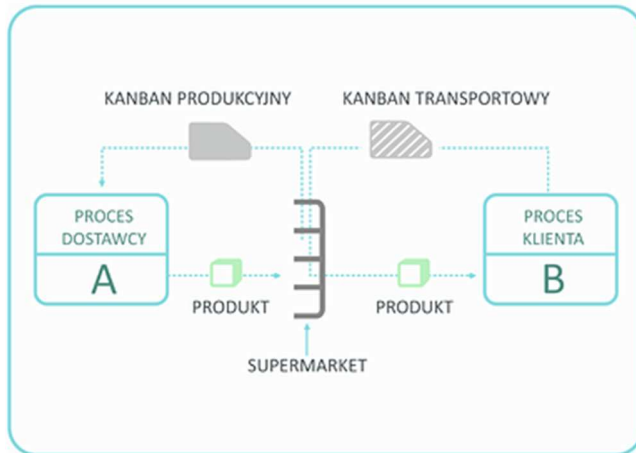 KANBAN PRODUKCYJNY
KANBAN TRANSPORTOWY
PROCES
DOSTAWCY
A
PROCES
KLIENTA
B
PRODUKT
PRODUKT
SUPERMARKET